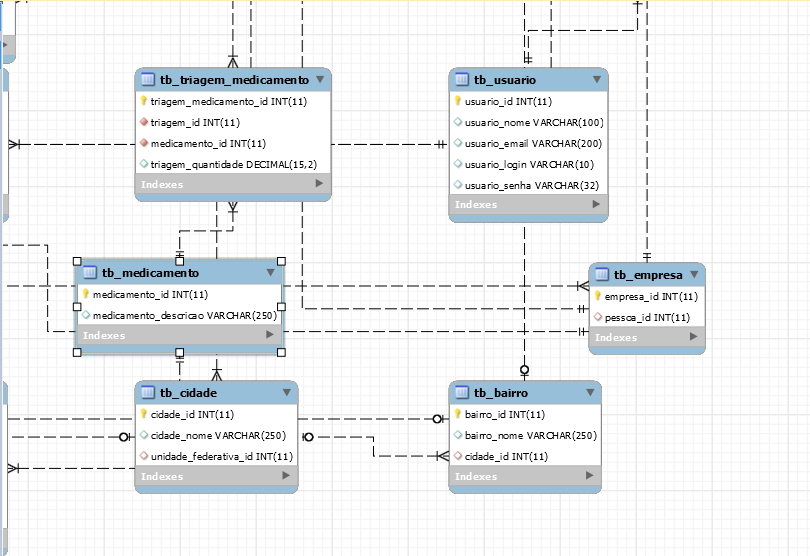 tb_triagem_medicamento
triagem_medicamento_id INT(11)
triagem_id INT(11)
medicamento_id INT(11)
triagem_quantidade DECIMAL(15,2)
Indexes
tb_usuario
usuario_id INT(11)
usuario_nome VARCHAR(100)
usuario_email VARCHAR(200)
usuario_login VARCHAR(10)
usuario_senha VARCHAR(32)
Indexes
tb_medicamento
medicamento_id INT(11)
medicamento_descricao VARCHAR(250)
Indexes
tb_empresa
empresa_id INT(11)
pessoa_id INT(11)
Indexes
tb_cidade
cidade_id INT(11)
cidade_nome VARCHAR(250)
unidade_federativa_id INT(11)
Indexes
tb_bairro
bairro_id INT(11)
bairro_nome VARCHAR(250)
cidade_id INT(11)
Indexes